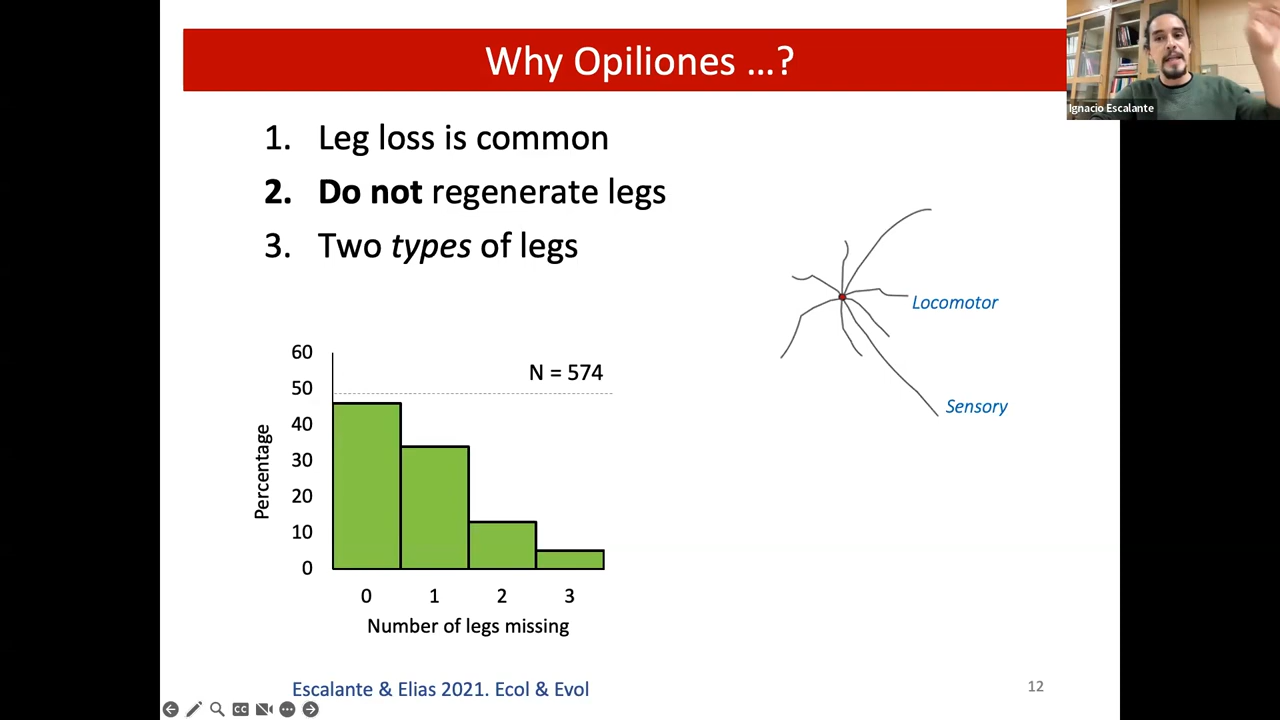 Why Opiliones ...?
Ignacio Escalante
1. Leg loss is common
2. Do not regenerate legs
3. Two types of legs
Locomotor
Sensory
60
50
40
30
20
10
0
Percentage
N = 574
0 1 2 3
Number of legs missing
Escalante & Elias 2021. Ecol & Evol
12
CC